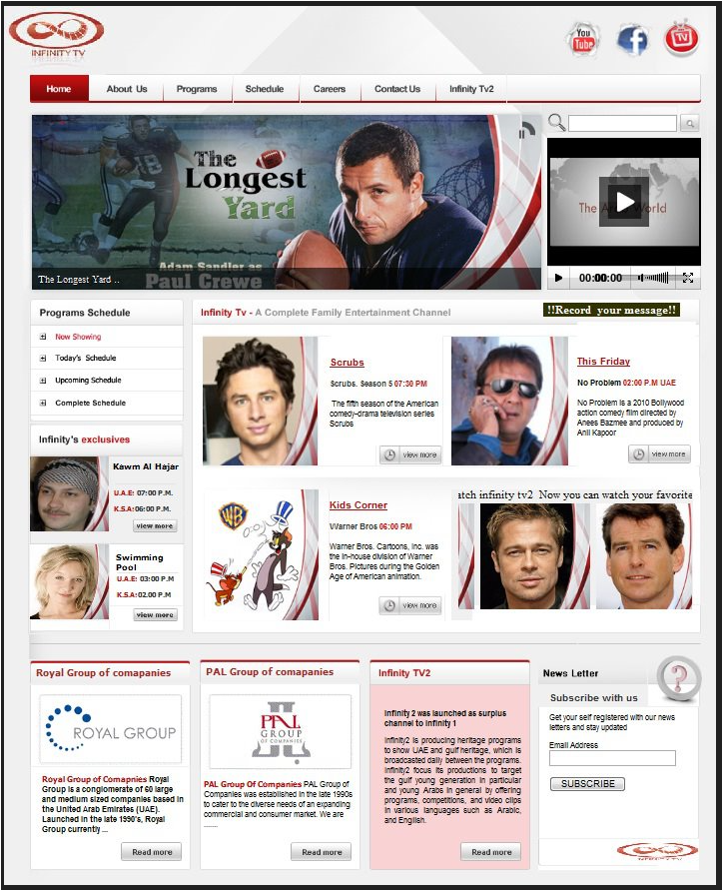 INFINITY TV
You
Tube
TV
Home
About Us
Programs
Schedule
Careers
Contact Us
Infinity Tv2
18
The
Longest
Yard
Adam Sandler as
Paul Crewe
The Longest Yard ..
00:00:00
Programs Schedule
Now Showing
Today's Schedule
Upcoming Schedule
Complete Schedule
Infinity's exclusives
Kawm Al Hajar
U.A.E: 07:00 P.M.
K.S.A:06:00 P.M.
view more
Swimming
Pool
U.A.E: 03:00 P.M
K.S.A:02.00 P.M
view more
Infinity Tv - A Complete Family Entertainment Channel
!!Record your message!!
Scrubs
Scrubs. Season 5 07:30 PM
The fifth season of the American
comedy-drama television series
Scrubs
view more
This Friday
No Problem 02:00 P.M UAE
No Problem is a 2010 Bollywood
action comedy film directed by
Anees Bazmee and produced by
Anil Kapoor
view more
WB
Kids Corner
Warner Bros 06:00 PM
Warner Bros. Cartoons, Inc. was
the in-house division of Warner
Bros. Pictures during the Golden
Age of American animation.
view more
atch infinity tv2 Now you can watch your favorite
Royal Group of comapanies
ROYAL GROUP
Royal Group of Comapnies Royal
Group is a conglomerate of 60 large
and medium sized companies based in
the United Arab Emirates (UAE).
Launched in the late 1990's, Royal
Group currently ...
Read more
PAL Group of comapanies
PAL
GROUP
OF COMPANIES
PAL Group Of Companies PAL Group of
Companies was established in the late 1990s
to cater to the diverse needs of an expanding
commercial and consumer market. We are
......
Read more
Infinity TV2
Infinity 2 was launched as surplus
channel to Infinity 1
Infinity2 is producing heritage programs
to show UAE and gulf heritage, which is
broadcasted daily between the programs.
Infinity2 focus its productions to target
the gulf young generation in particular
and young Arabs in general by offering
programs, competitions, and video clips
in various languages such as Arabic,
and English.
Read more
News Letter
?
Subscribe with us
Get your self registered with our news
letters and stay updated
Email Address
SUBSCRIBE
INFINITY TV